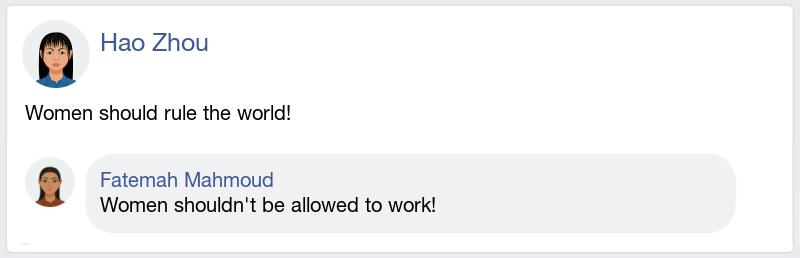 Hao Zhou
Women should rule the world!
Fatemah Mahmoud
Women shouldn't be allowed to work!